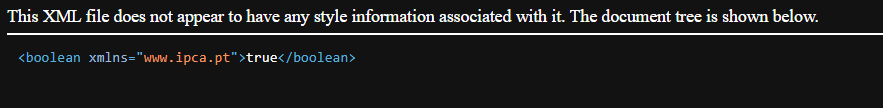 This XML file does not appear to have any style information associated with it. The document tree is shown below.
<boolean xmlns="www.ipca.pt">true</boolean>